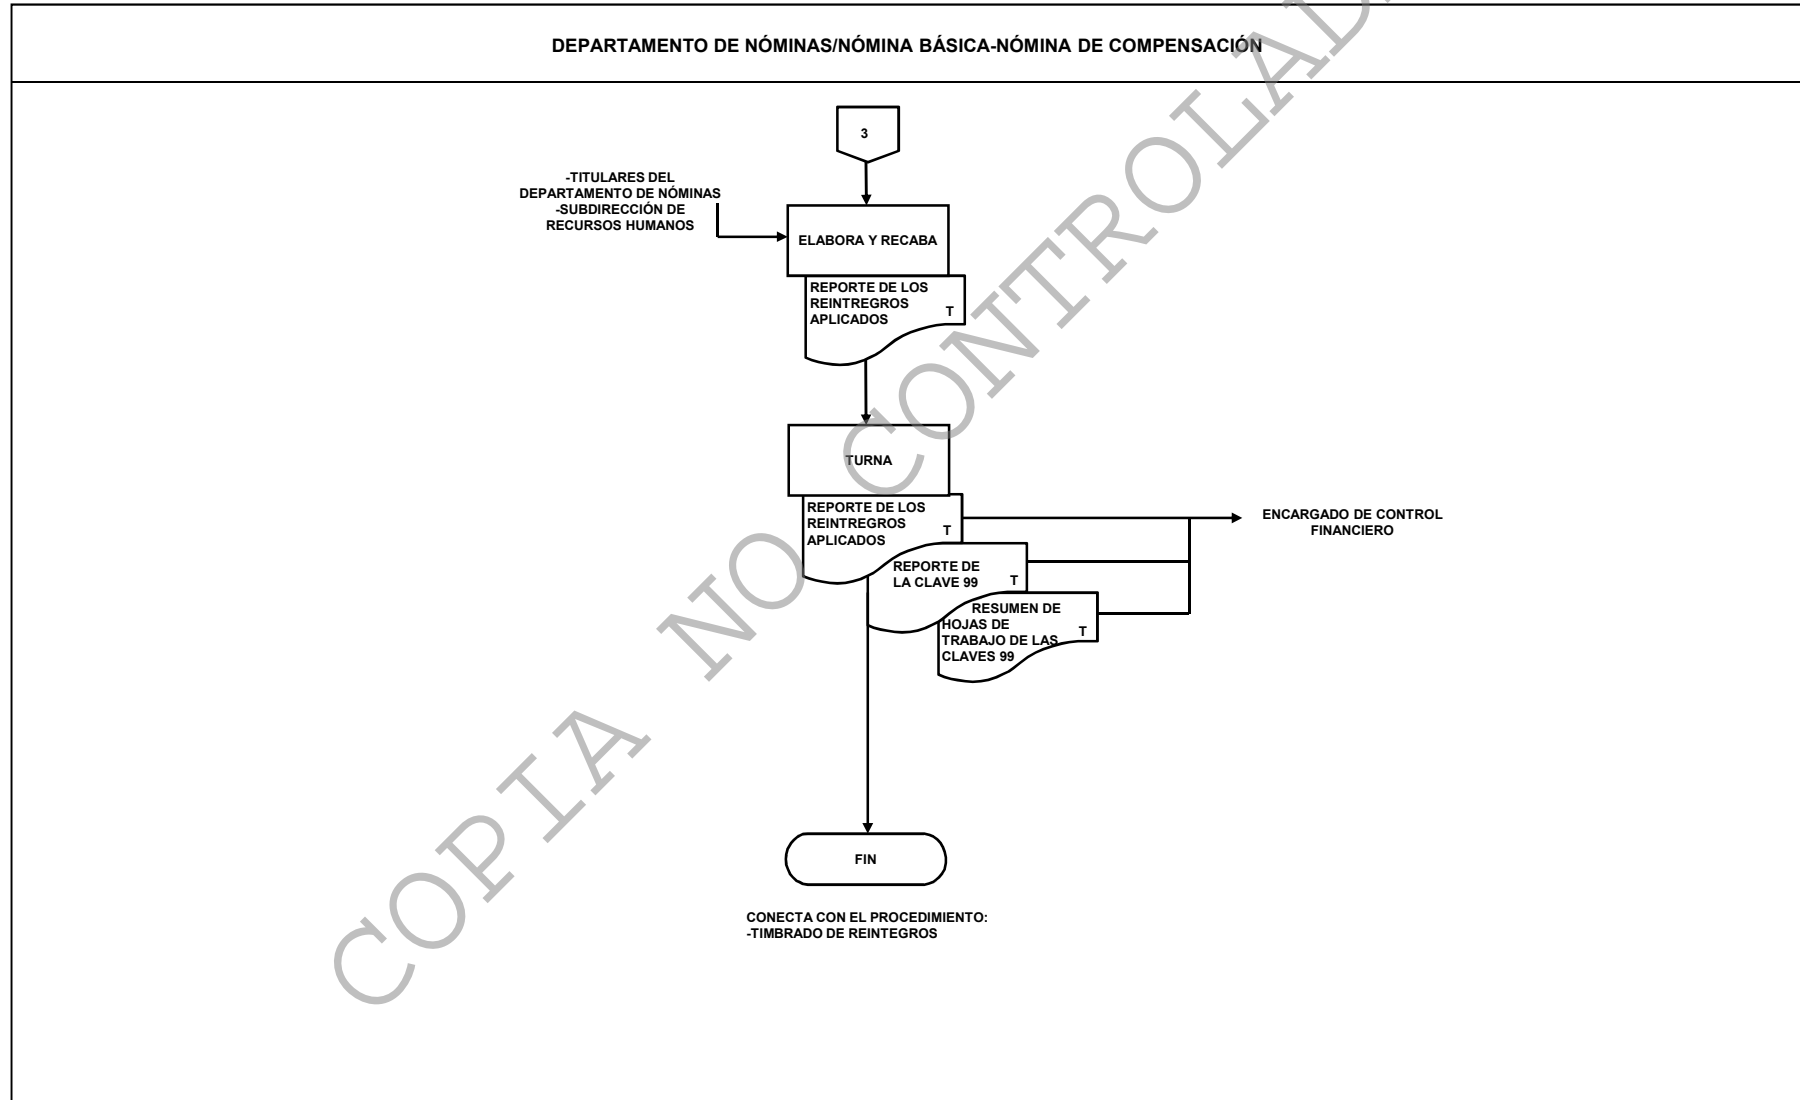 DEPARTAMENTO DE NÓMINAS/NÓMINA BÁSICA-NÓMINA DE COMPENSACIÓN
3
-TITULARES DEL
DEPARTAMENTO DE NÓMINAS
-SUBDIRECCIÓN DE
RECURSOS HUMANOS
ELABORA Y RECABA
REPORTE DE LOS
REINTREGROS
APLICADOS
T
TURNA
REPORTE DE LOS
REINTREGROS
APLICADOS
T
ENCARGADO DE CONTROL
FINANCIERO
REPORTE DE
LA CLAVE 99
T
RESUMEN DE
HOJAS DE
TRABAJO DE LAS
CLAVES 99
T
FIN
CONECTA CON EL PROCEDIMIENTO:
-TIMBRADO DE REINTEGROS
COPIA NO CONTROLAD